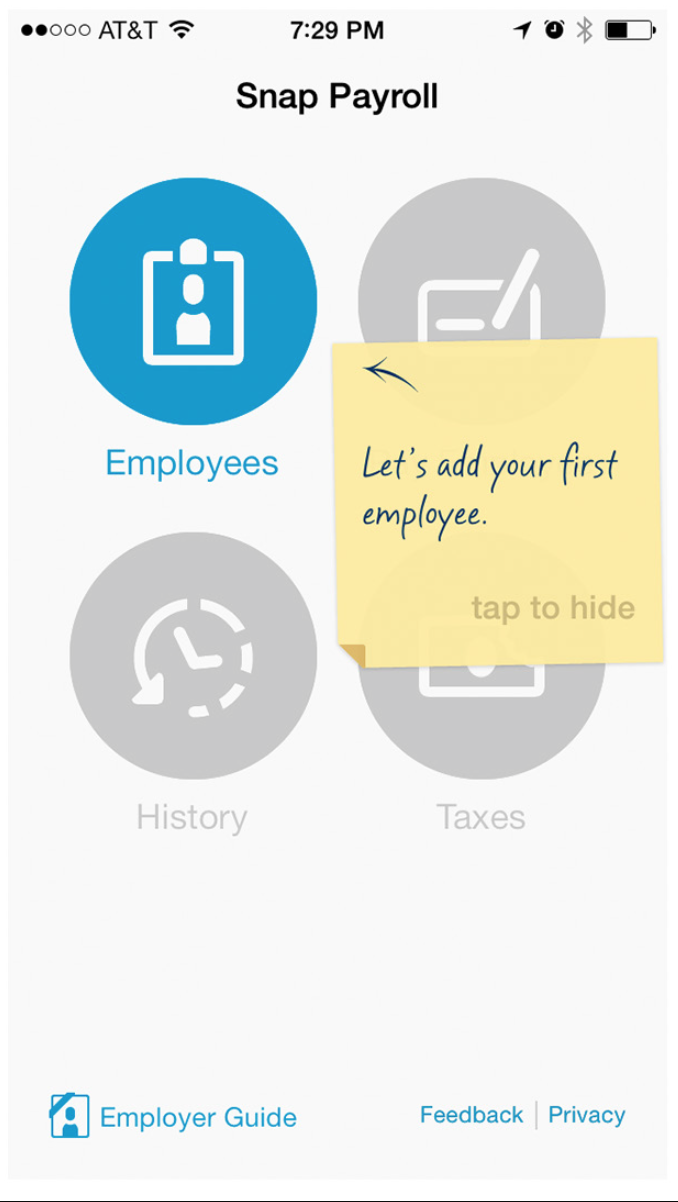 AT&T 7:29 PM
Snap Payroll
Employees
Let's add your first
employee.
tap to hide
History
Taxes
Employer Guide
Feedback | Privacy